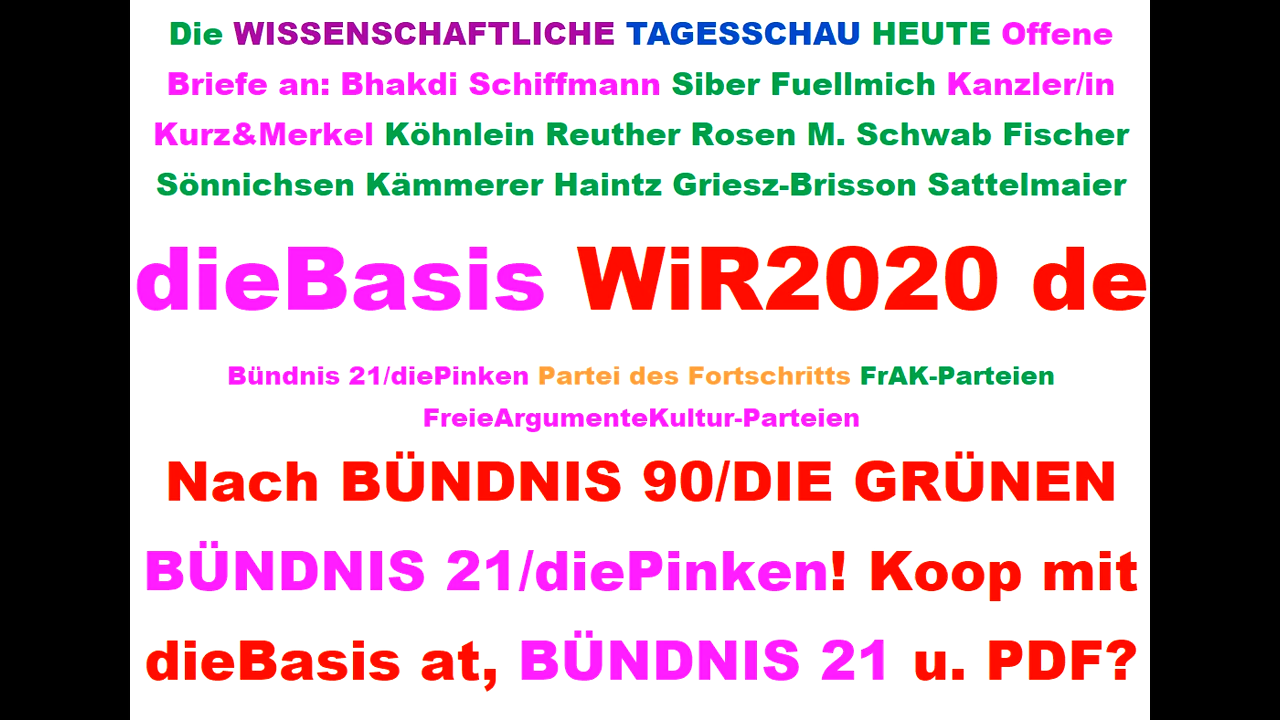 Die WISSENSCHAFTLICHE TAGESSCHAU HEUTE Offene
Briefe an: Bhakdi Schiffmann Siber Fuellmich Kanzler/in
Kurz&Merkel Köhnlein Reuther Rosen M. Schwab Fischer
Sönnichsen Kämmerer Haintz Griesz-Brisson Sattelmaier
dieBasis WiR2020 de
Bündnis 21/diePinken Partei des Fortschritts FrAK-Parteien
FreieArgumenteKultur-Parteien
Nach BÜNDNIS 90/DIE GRÜNEN
BÜNDNIS 21/diePinken! Koop mit
dieBasis at, BÜNDNIS 21 u. PDF?